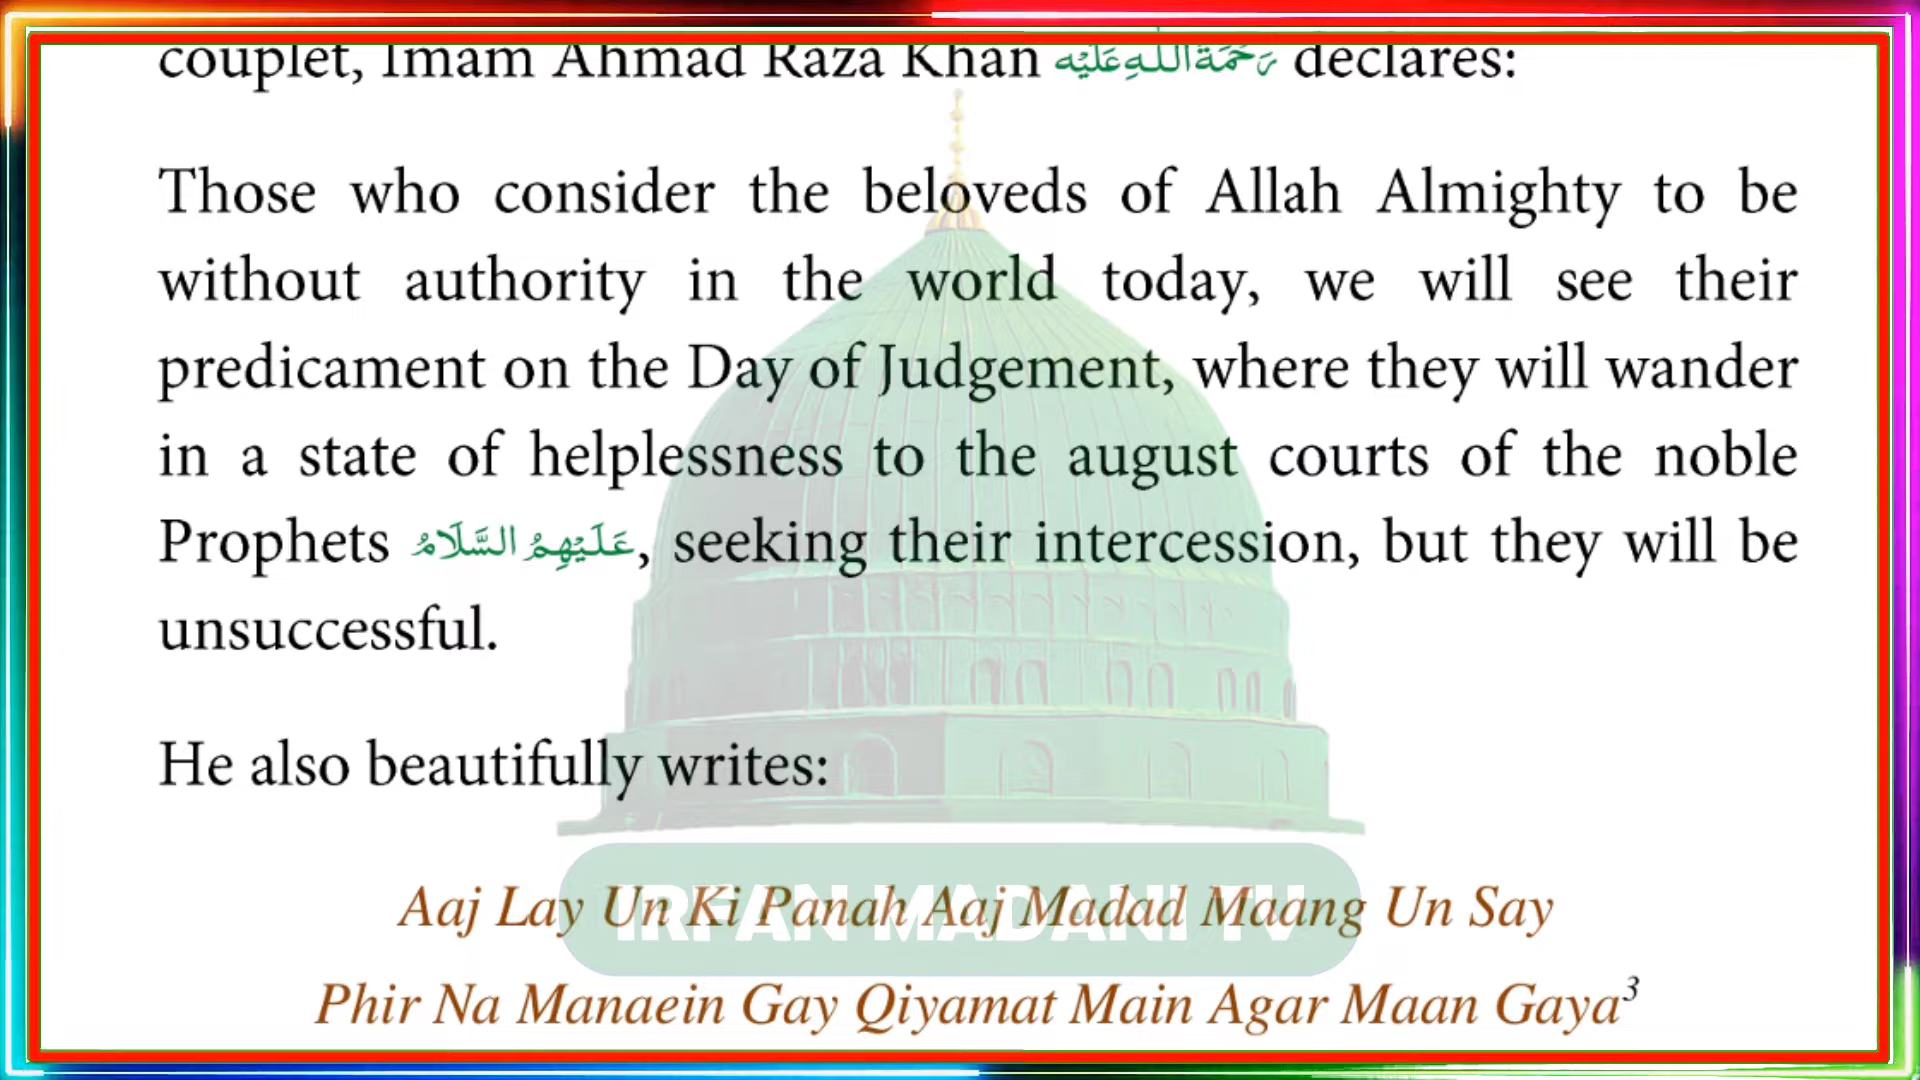 couplet, Imam Ahmad Raza Khan رَحْمَةُ اللّٰهِ عَلَيْه declares:
Those who consider the beloveds of Allah Almighty to be
without authority in the world today, we will see their
predicament on the Day of Judgement, where they will wander
in a state of helplessness to the august courts of the noble
Prophets عَلَيْهِمُ السَّلَامُ, seeking their intercession, but they will be
unsuccessful.
He also beautifully writes:
Aaj Lay Un Ki Panah Aaj Madad Maang Un Say
IRFAN MADANI TV
Phir Na Manaein Gay Qiyamat Main Agar Maan Gaya³